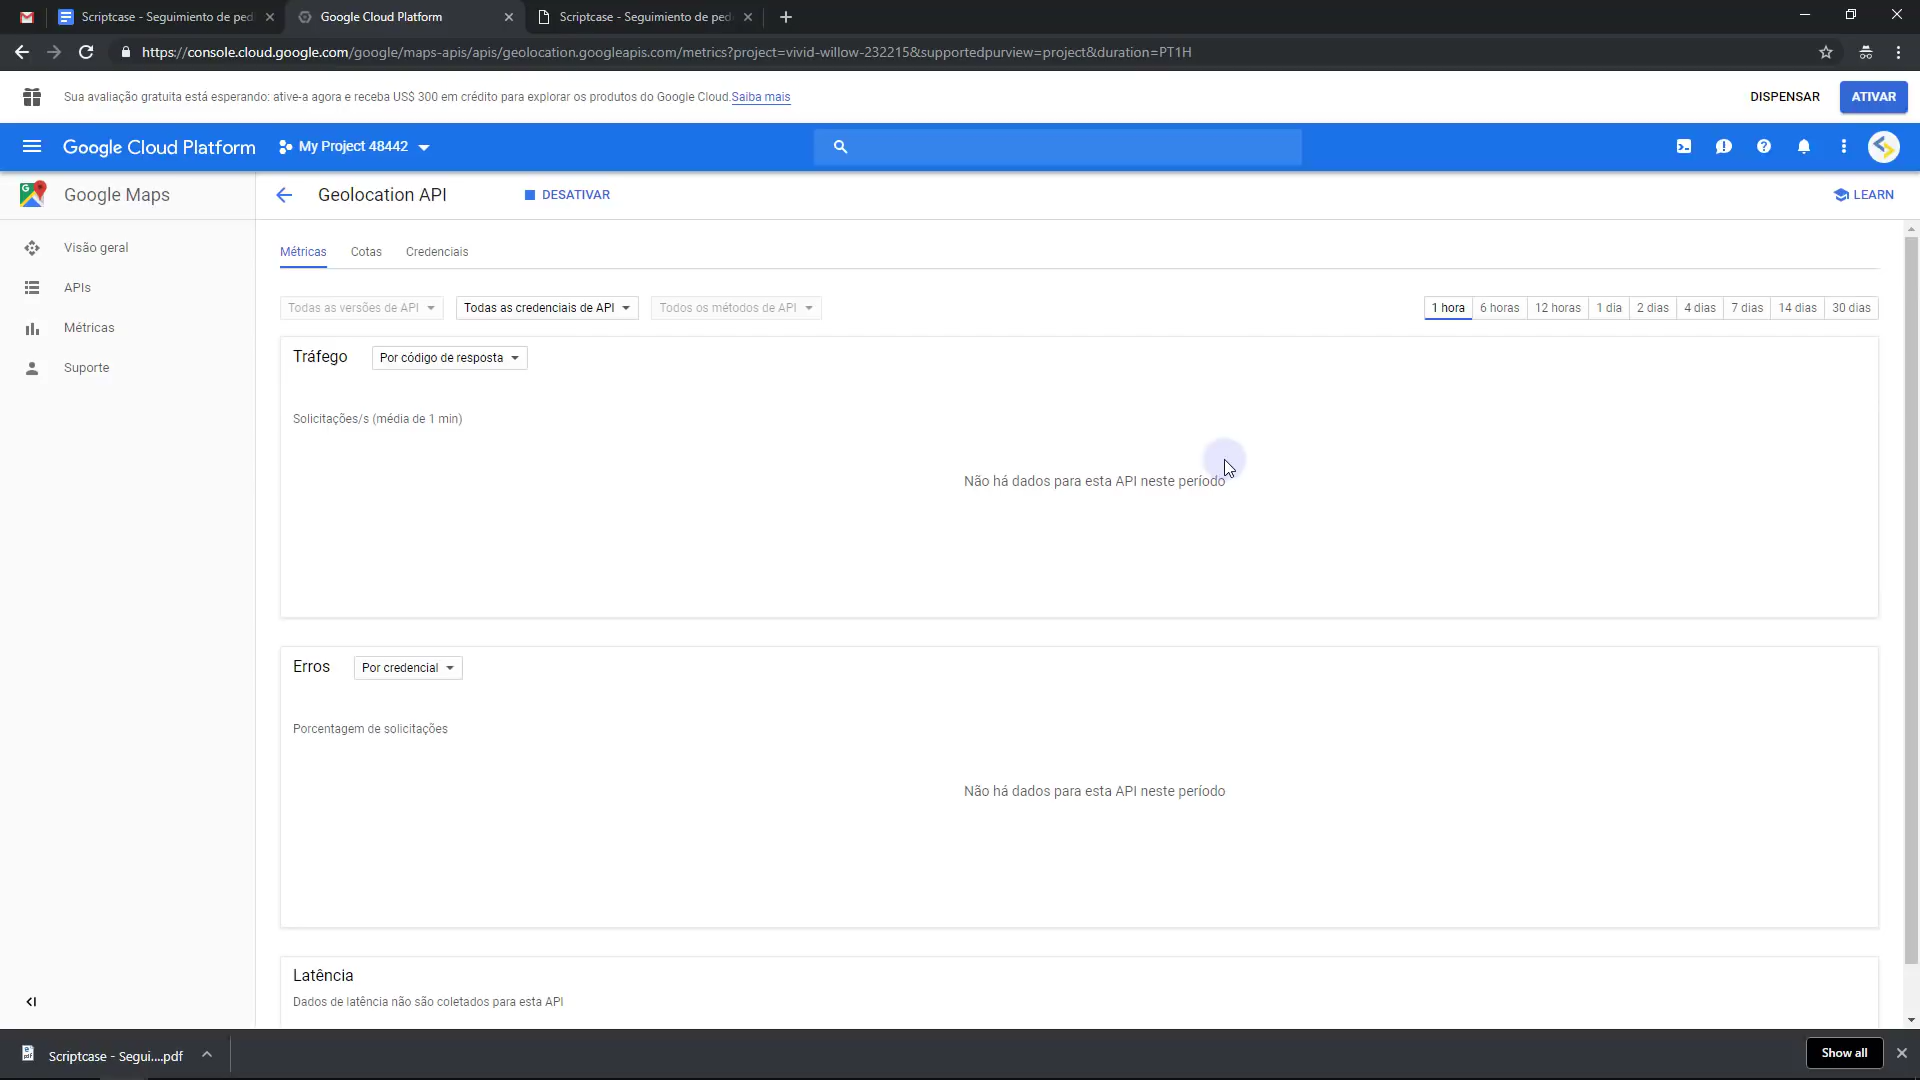 Scriptcase - Seguimiento de ped
Google Cloud Platform
Scriptcase - Seguimiento de ped
https://console.cloud.google.com/google/maps-apis/apis/geolocation.googleapis.com/metrics?project=vivid-willow-232215&supportedpurview=project&duration=PT1H
Sua avaliação gratuita está esperando: ative-a agora e receba US$ 300 em crédito para explorar os produtos do Google Cloud. Saiba mais
DISPENSAR
ATIVAR
Google Cloud Platform
My Project 48442
Google Maps
Geolocation API
DESATIVAR
LEARN
Visão geral
APIs
Métricas
Suporte
Métricas
Cotas
Credenciais
Todas as versões de API
Todas as credenciais de API
Todos os métodos de API
1 hora
6 horas
12 horas
1 dia
2 dias
4 dias
7 dias
14 dias
30 dias
Tráfego
Por código de resposta
Solicitações/s (média de 1 min)
Não há dados para esta API neste período
Erros
Por credencial
Porcentagem de solicitações
Não há dados para esta API neste período
Latência
Dados de latência não são coletados para esta API
Scriptcase - Segui....pdf
Show all